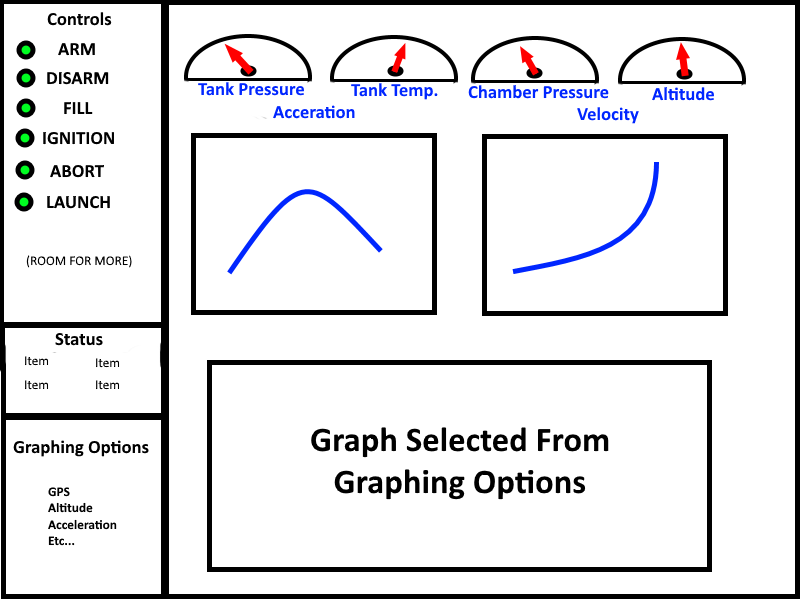 Controls
ARM
DISARM
FILL
IGNITION
ABORT
LAUNCH
(ROOM FOR MORE)
Status
Item Item
Item Item
Graphing Options
GPS
Altitude
Acceleration
Etc...
Tank Pressure Tank Temp. Chamber Pressure Altitude
Acceration Velocity
Graph Selected From
Graphing Options